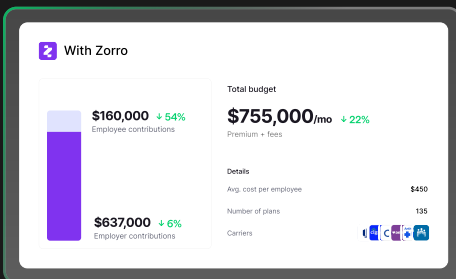 With Zorro
$160,000 ↓ 54%
Employee contributions
$637,000 ↓ 6%
Employer contributions
Total budget
$755,000/mo ↓ 22%
Premium + fees
Details
Avg. cost per employee $450
Number of plans 135
Carriers